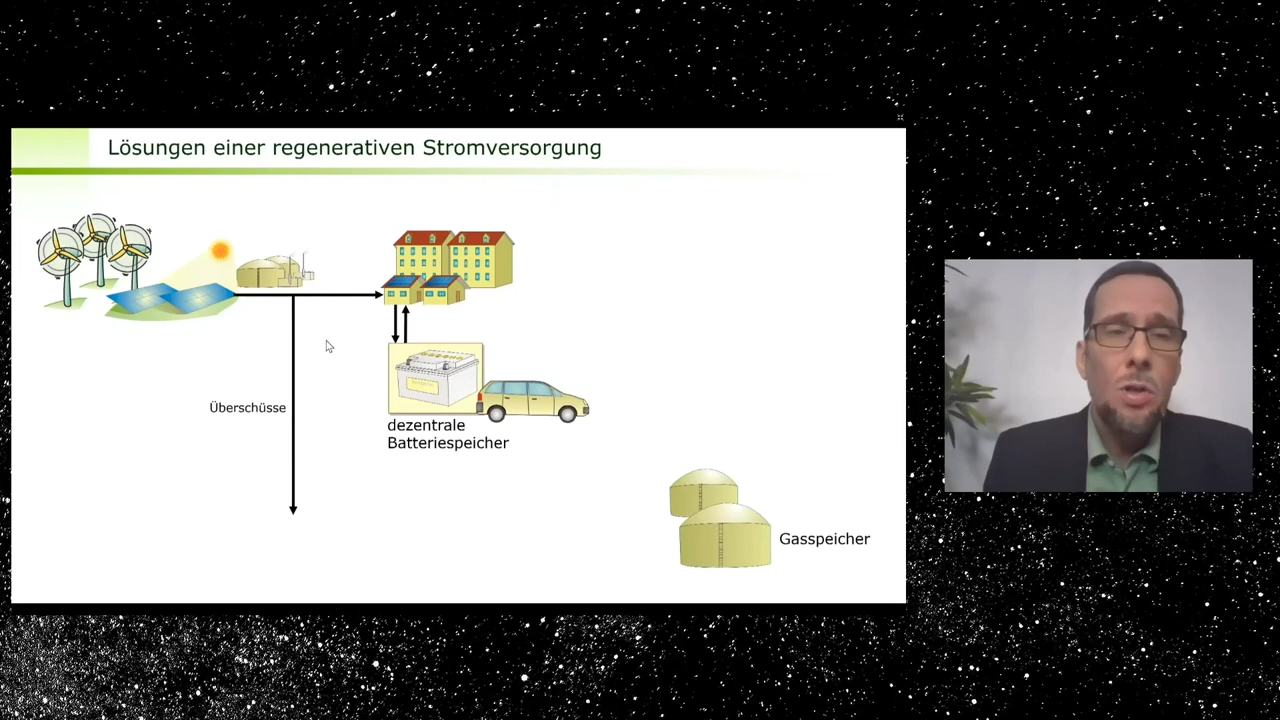 Lösungen einer regenerativen Stromversorgung
Überschüsse
dezentrale
Batteriespeicher
Gasspeicher